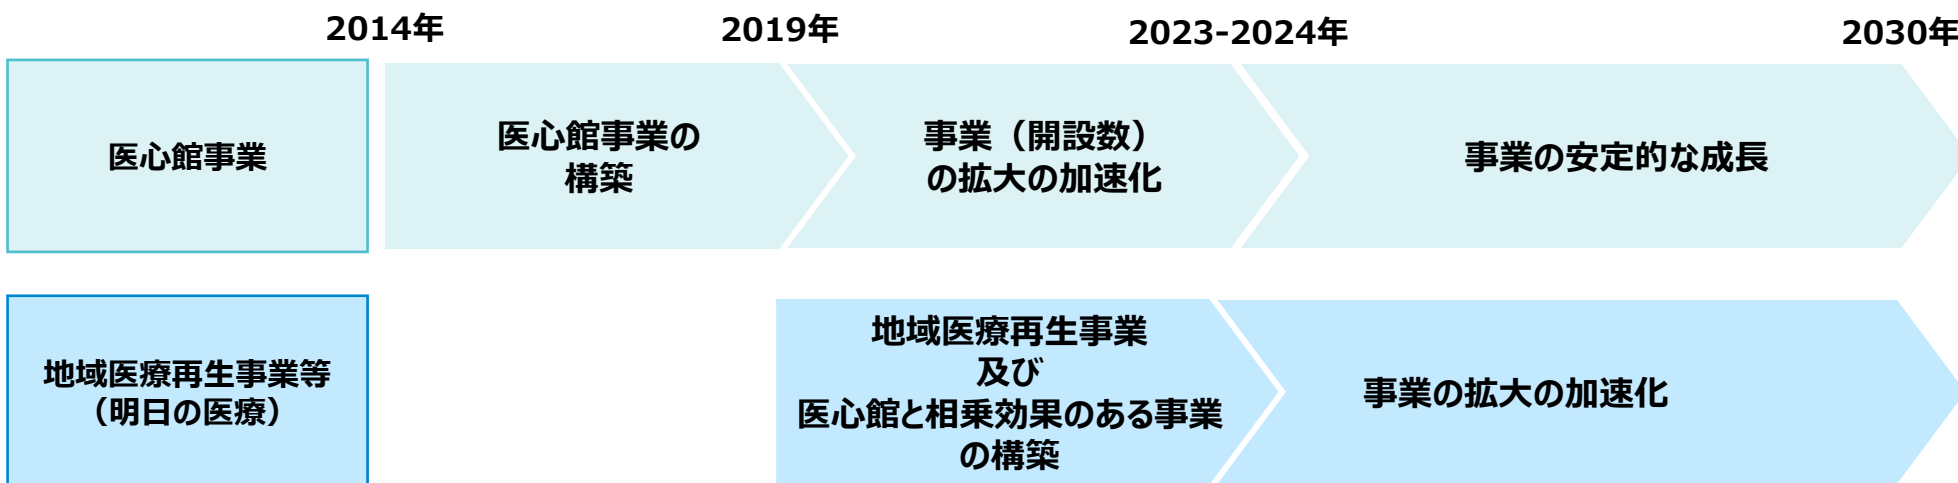 2014年
2019年
2023-2024年
2030年
医心館事業
医心館事業の
構築
事業（開設数）
の拡大の加速化
事業の安定的な成長
地域医療再生事業等
（明日の医療）
地域医療再生事業
及び
医心館と相乗効果のある事業
の構築
事業の拡大の加速化